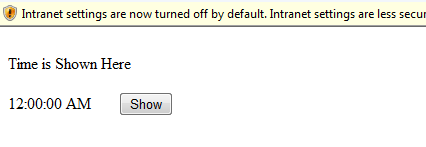 Intranet settings are now turned off by default. Intranet settings are less secur
Time is Shown Here
12:00:00 AM Show